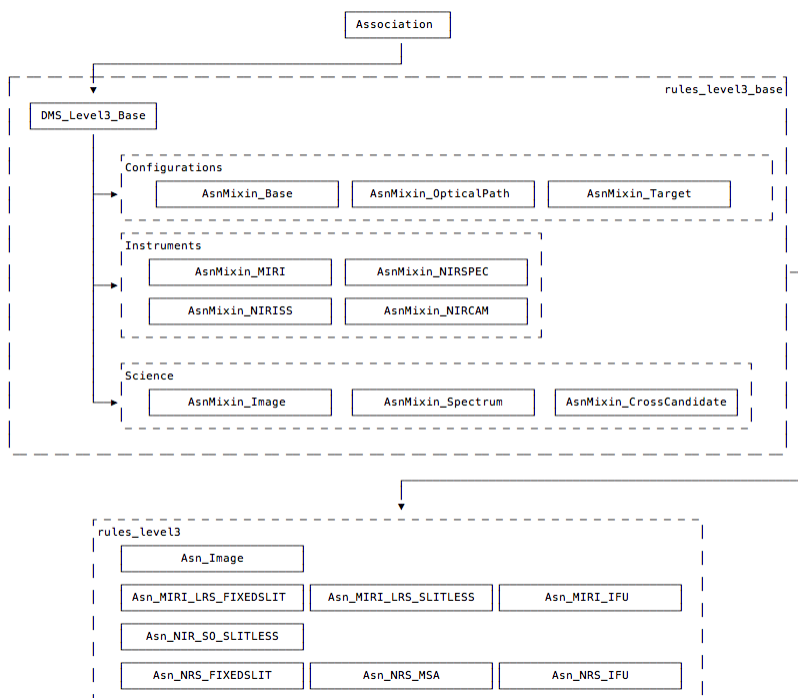 Association
rules_level3_base
DMS_Level3_Base
Configurations
AsnMixin_Base AsnMixin_OpticalPath AsnMixin_Target
Instruments
AsnMixin_MIRI AsnMixin_NIRSPEC
AsnMixin_NIRISS AsnMixin_NIRCAM
Science
AsnMixin_Image AsnMixin_Spectrum AsnMixin_CrossCandidate
rules_level3
Asn_Image
Asn_MIRI_LRS_FIXEDSLIT Asn_MIRI_LRS_SLITLESS Asn_MIRI_IFU
Asn_NIR_SO_SLITLESS
Asn_NRS_FIXEDSLIT Asn_NRS_MSA Asn_NRS_IFU